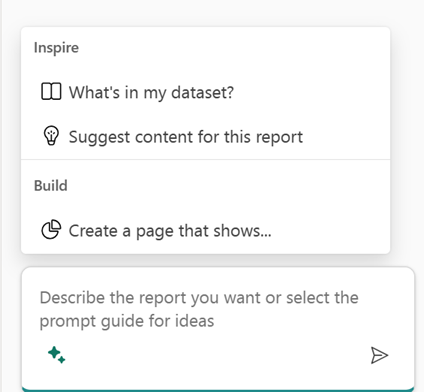 Inspire
What's in my dataset?
Suggest content for this report
Build
Create a page that shows...
Describe the report you want or select the
prompt guide for ideas